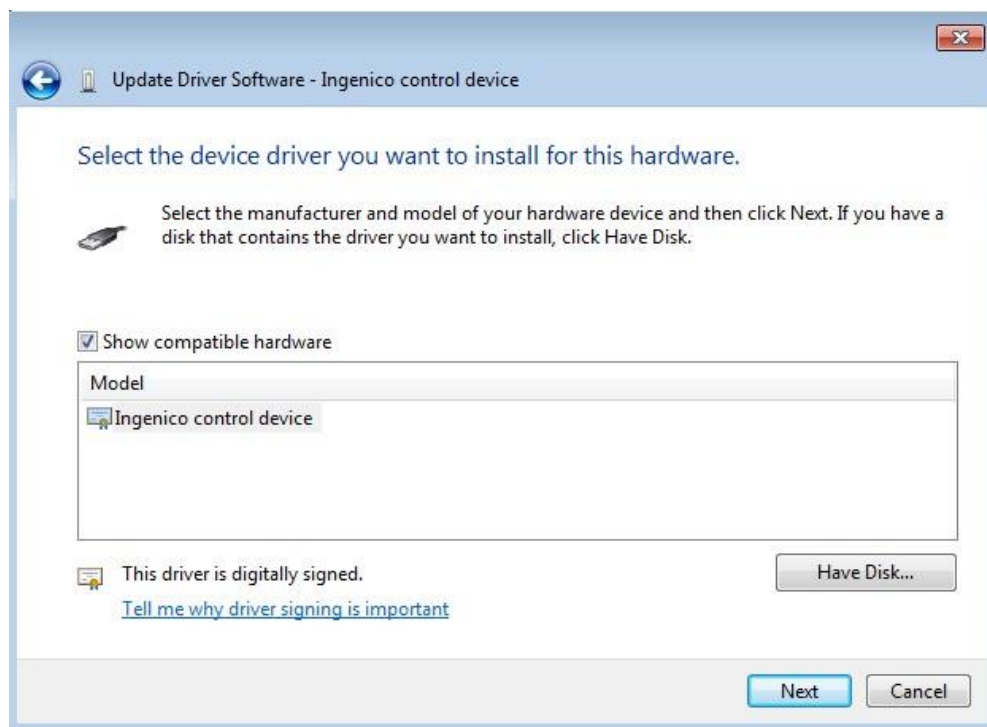 Update Driver Software - Ingenico control device
Select the device driver you want to install for this hardware.
Select the manufacturer and model of your hardware device and then click Next. If you have a
disk that contains the driver you want to install, click Have Disk.
Show compatible hardware
Model
Ingenico control device
This driver is digitally signed.
Have Disk...
Tell me why driver signing is important
Next
Cancel